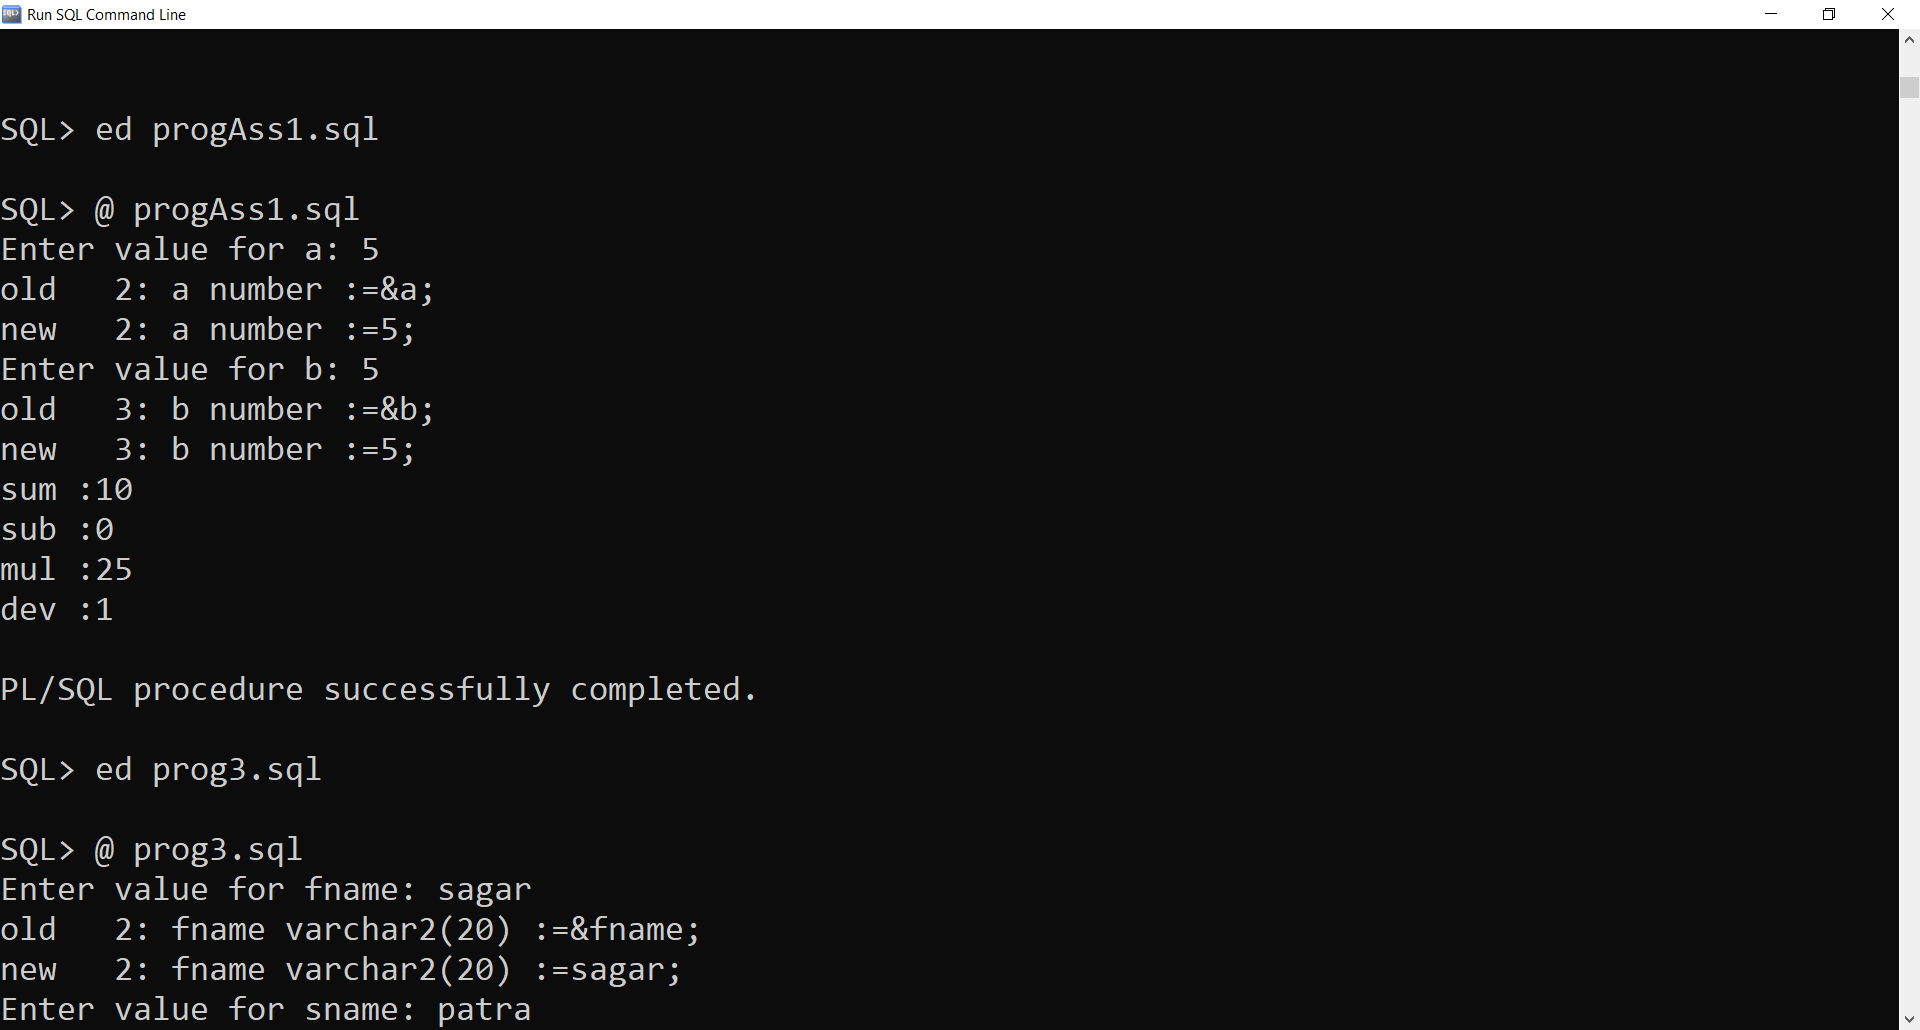 Run SQL Command Line
SQL> ed progAss1.sql
SQL> @ progAss1.sql
Enter value for a: 5
old   2: a number :=&a;
new   2: a number :=5;
Enter value for b: 5
old   3: b number :=&b;
new   3: b number :=5;
sum :10
sub :0
mul :25
dev :1
PL/SQL procedure successfully completed.
SQL> ed prog3.sql
SQL> @ prog3.sql
Enter value for fname: sagar
old   2: fname varchar2(20) :=&fname;
new   2: fname varchar2(20) :=sagar;
Enter value for sname: patra